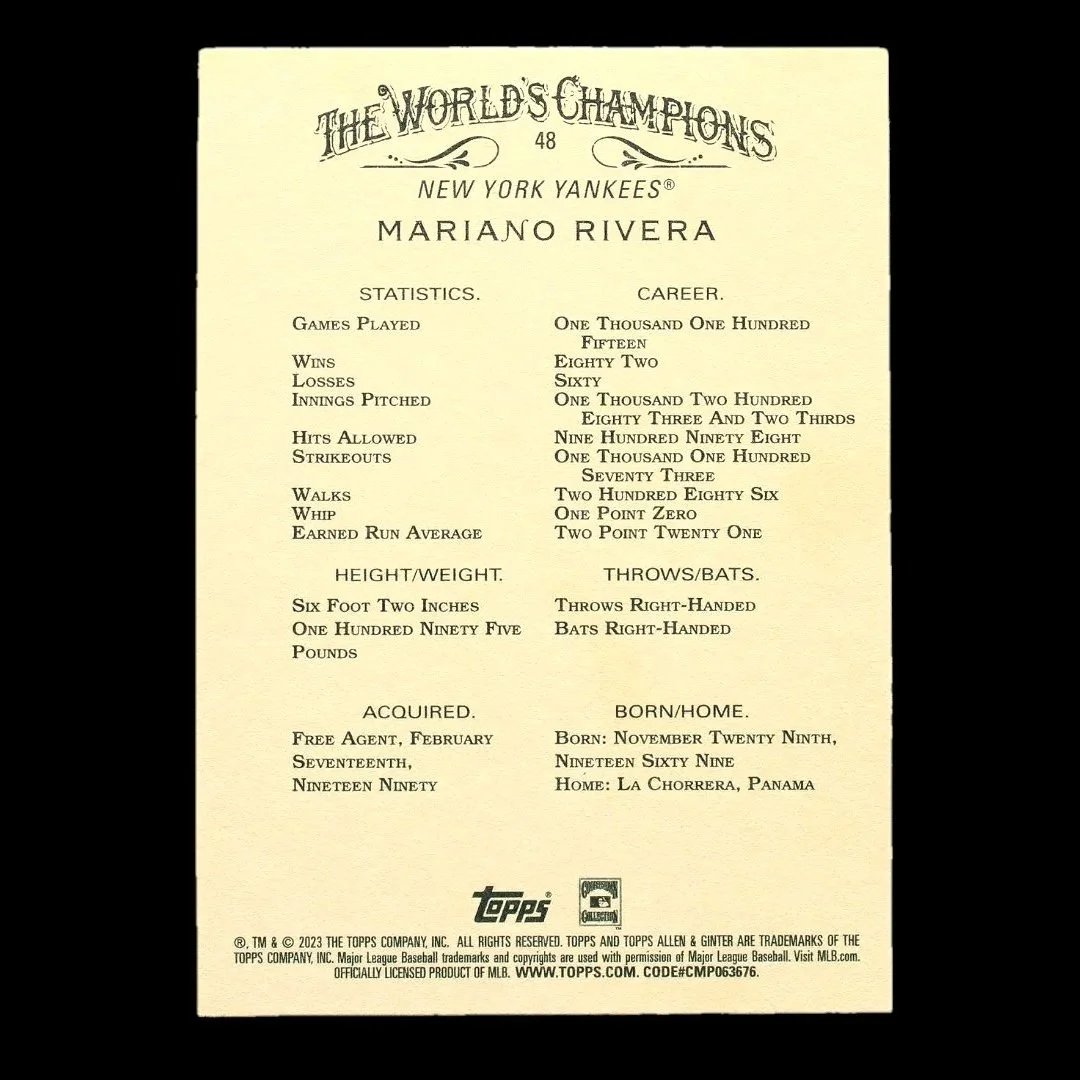 THE WORLD'S CHAMPIONS
48
NEW YORK YANKEES®
MARIANO RIVERA
STATISTICS. CAREER.
GAMES PLAYED ONE THOUSAND ONE HUNDRED
FIFTEEN
WINS EIGHTY TWO
LOSSES SIXTY
INNINGS PITCHED ONE THOUSAND TWO HUNDRED
EIGHTY THREE AND TWO THIRDS
HITS ALLOWED NINE HUNDRED NINETY EIGHT
STRIKEOUTS ONE THOUSAND ONE HUNDRED
SEVENTY THREE
WALKS TWO HUNDRED EIGHTY SIX
WHIP ONE POINT ZERO
EARNED RUN AVERAGE TWO POINT TWENTY ONE
HEIGHT/WEIGHT. THROWS/BATS.
SIX FOOT TWO INCHES THROWS RIGHT-HANDED
ONE HUNDRED NINETY FIVE BATS RIGHT-HANDED
POUNDS
ACQUIRED. BORN/HOME.
FREE AGENT, FEBRUARY BORN: NOVEMBER TWENTY NINTH,
SEVENTEENTH, NINETEEN SIXTY NINE
NINETEEN NINETY HOME: LA CHORRERA, PANAMA
Topps® COOPERSTOWN
COLLECTION™
®, TM & © 2023 THE TOPPS COMPANY, INC. ALL RIGHTS RESERVED. TOPPS AND TOPPS ALLEN & GINTER ARE TRADEMARKS OF THE
TOPPS COMPANY, INC. Major League Baseball trademarks and copyrights are used with permission of Major League Baseball. Visit MLB.com.
OFFICIALLY LICENSED PRODUCT OF MLB. WWW.TOPPS.COM. CODE#CMP063676.